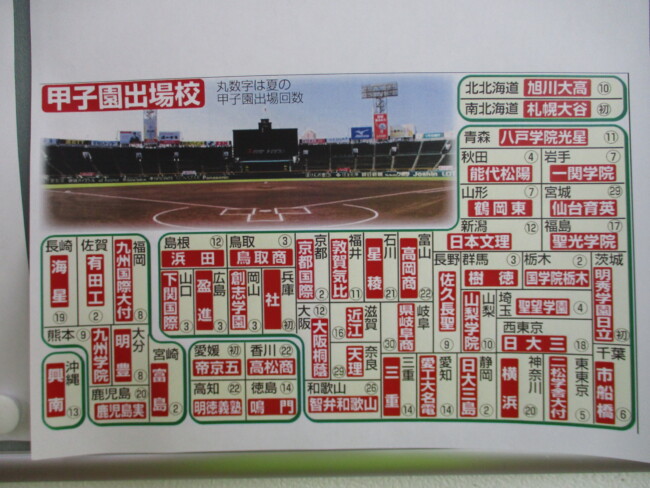 甲子園出場校
丸数字は夏の
甲子園出場回数
北北海道 旭川大高 ⑩
南北海道 札幌大谷 初
青森 八戸学院光星 ⑪
秋田 ④ 能代松陽
岩手 ⑦ 一関学院
山形 ⑦ 鶴岡東
宮城 ㉙ 仙台育英
新潟 ⑫ 日本文理
福島 ⑰ 聖光学院
長野 佐久長聖 ⑨
群馬 ③ 樹徳
栃木 ② 国学院栃木
茨城 明秀学園日立 初
山梨 山梨学院 ⑩
埼玉 聖望学園 ④
西東京 日大三 ⑱
千葉 市船橋 ⑥
東東京 二松学舎大付 ⑤
神奈川 横浜 ⑳
静岡 日大三島 ②
愛知 愛工大名電 ⑭
三重 三重 ⑭
岐阜 県岐阜商 ㉚
富山 高岡商 ㉒
石川 星稜 ㉑
福井 敦賀気比 ⑪
京都 京都国際 ②
滋賀 近江 ⑯
大阪 大阪桐蔭 ⑫
奈良 天理 ㉙
和歌山 ㉖ 智弁和歌山
兵庫 社 初
岡山 創志学園 ③
鳥取 ③ 鳥取商
島根 ⑫ 浜田
広島 盈進 ③
山口 下関国際 ③
愛媛 初 帝京五
香川 ㉒ 高松商
高知 ㉒ 明徳義塾
徳島 ⑭ 鳴門
福岡 九州国際大付 ⑧
佐賀 有田工 ②
長崎 海星 ⑲
熊本 九州学院 ⑨
大分 明豊 ⑧
宮崎 富島 ②
鹿児島 ⑳ 鹿児島実
沖縄 興南 ⑬